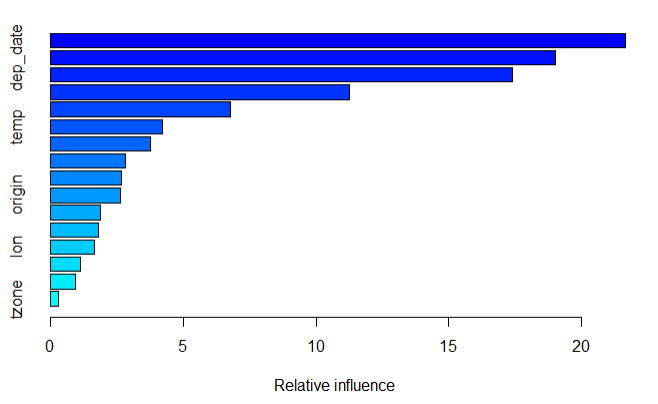 dep_date
temp
origin
lon
tzone
0 5 10 15 20
Relative influence